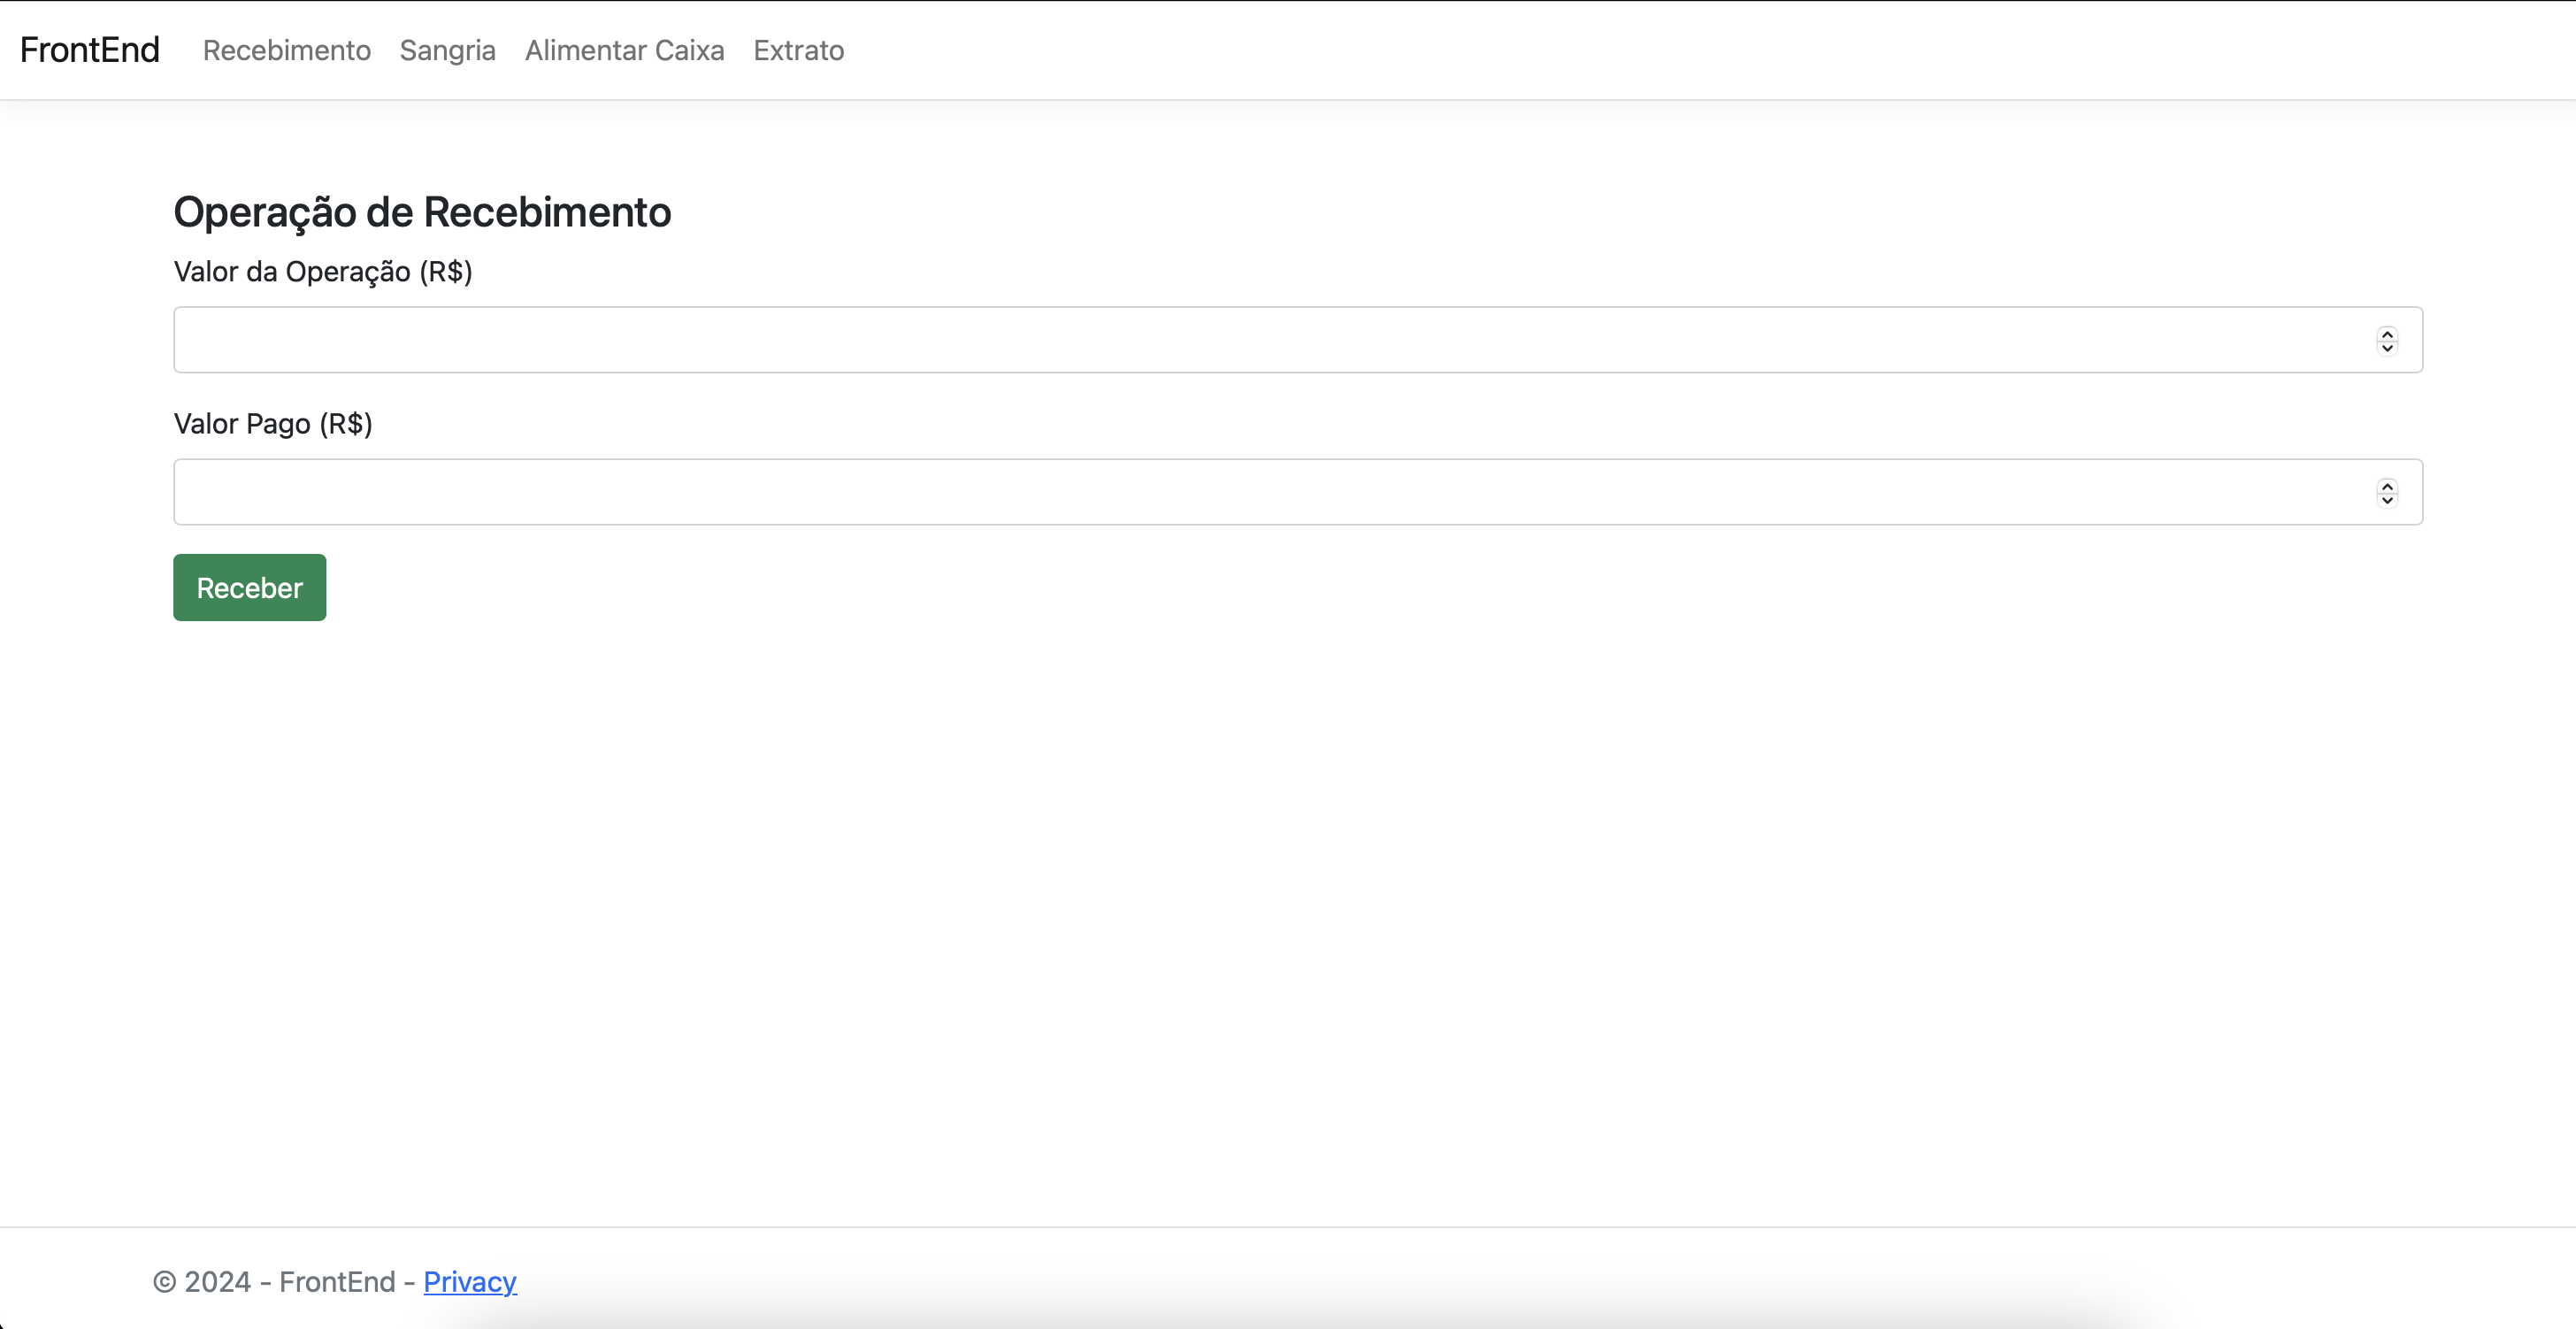 FrontEnd Recebimento Sangria Alimentar Caixa Extrato
Operação de Recebimento
Valor da Operação (R$)
Valor Pago (R$)
Receber
© 2024 - FrontEnd - Privacy